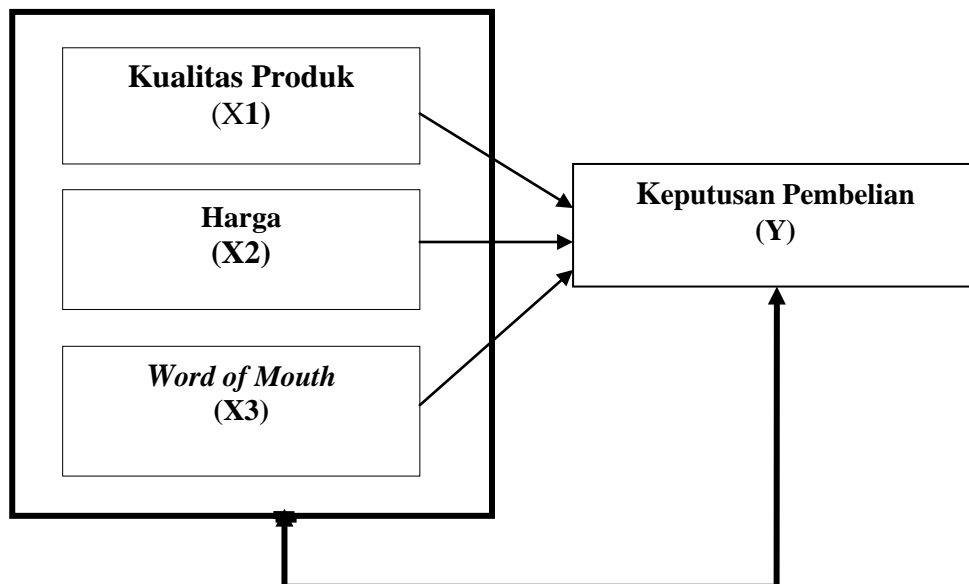 Kualitas Produk
(X1)
Harga
(X2)
Word of Mouth
(X3)
Keputusan Pembelian
(Y)